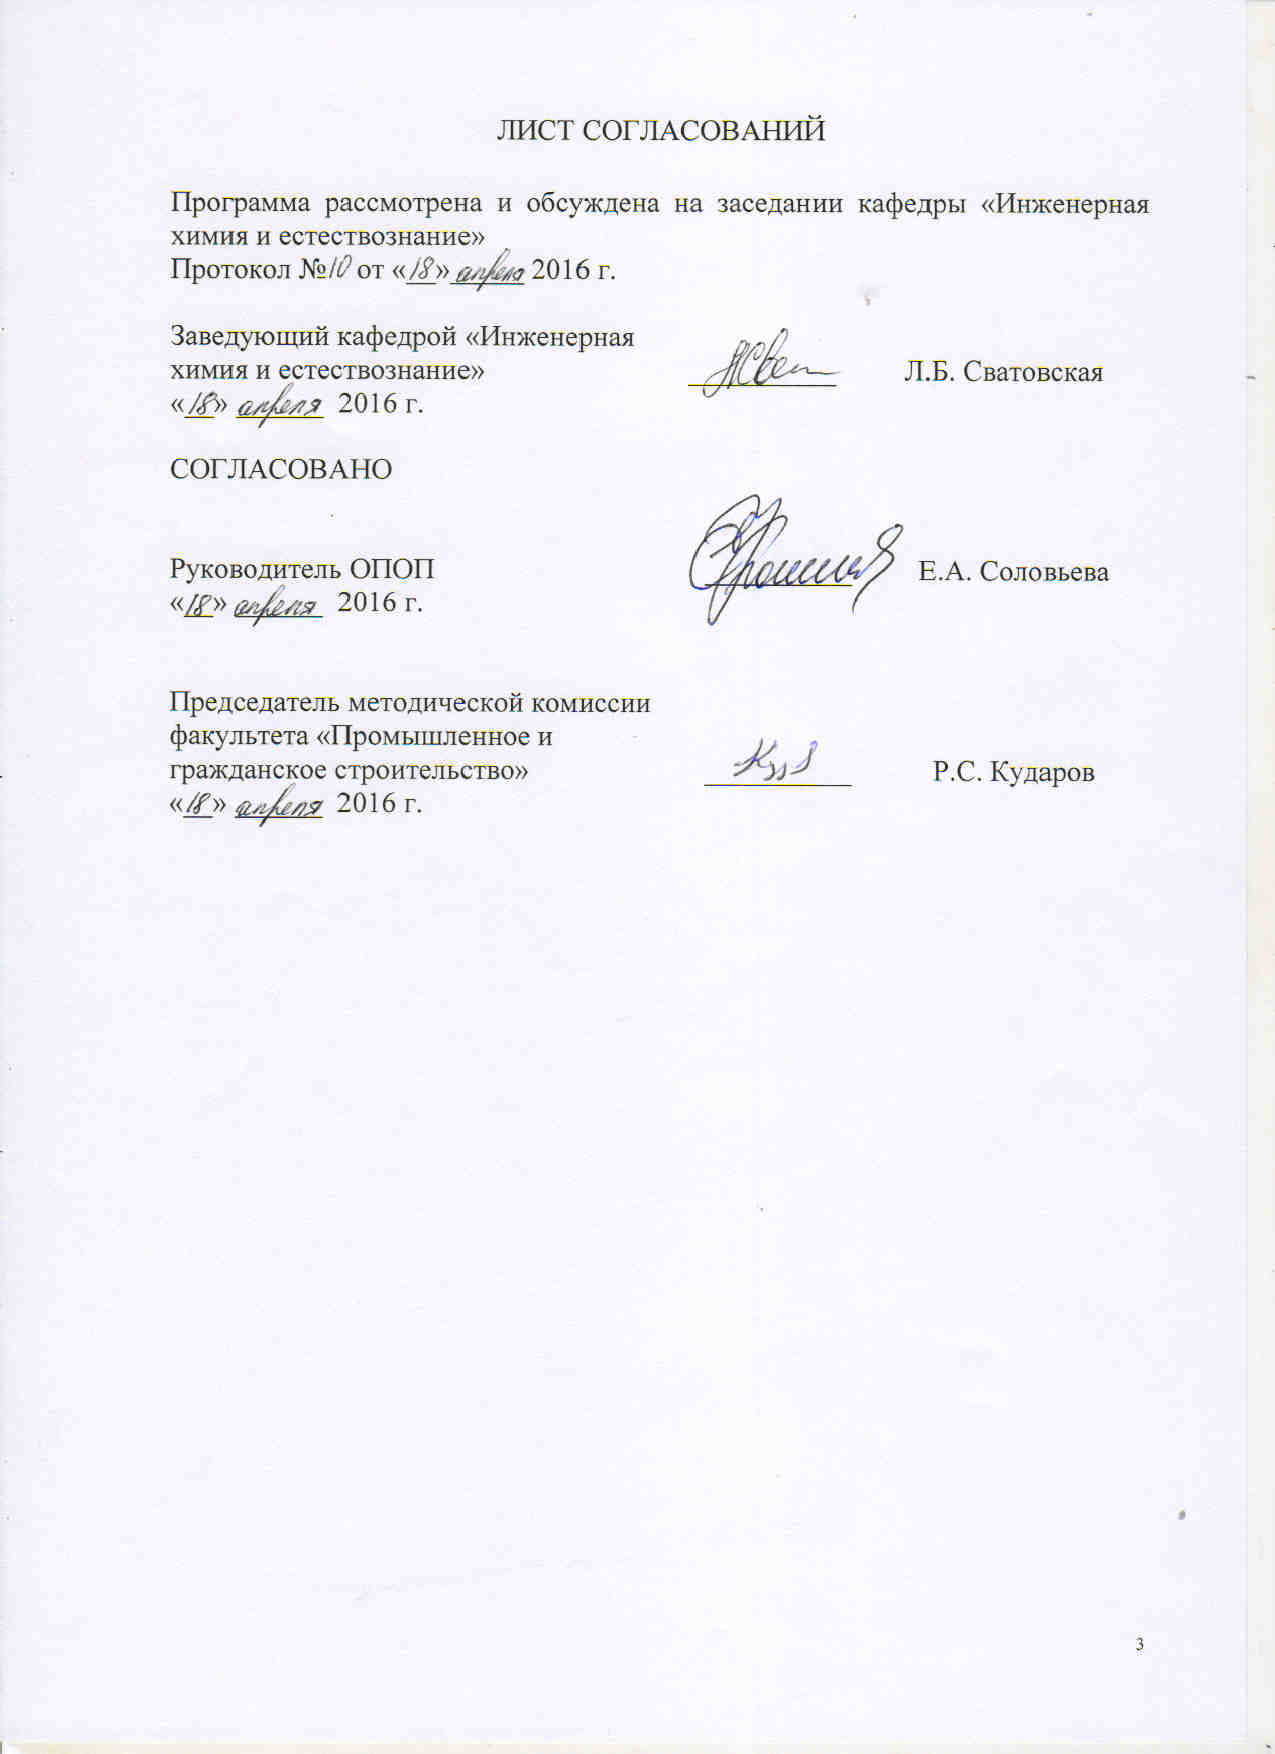 ЛИСТ СОГЛАСОВАНИЙ
Программа рассмотрена и обсуждена на заседании кафедры «Инженерная
химия и естествознание»
Протокол №10 от «18» апреля 2016 г.
Заведующий кафедрой «Инженерная
химия и естествознание» Л.Б. Сватовская
«18» апреля 2016 г.
СОГЛАСОВАНО
Руководитель ОПОП Е.А. Соловьева
«18» апреля 2016 г.
Председатель методической комиссии
факультета «Промышленное и
гражданское строительство» Р.С. Кударов
«18» апреля 2016 г.
3